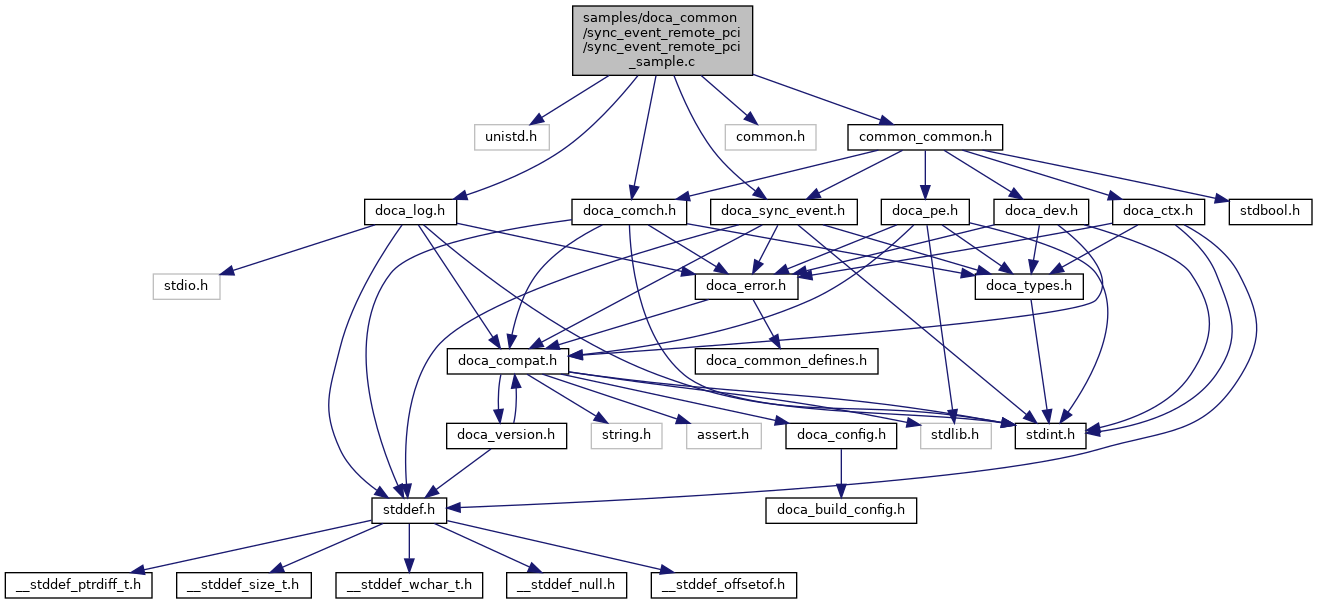 samples/doca_common
/sync_event_remote_pci
/sync_event_remote_pci
_sample.c
unistd.h
common.h
common_common.h
doca_log.h
doca_comch.h
doca_sync_event.h
doca_pe.h
doca_dev.h
doca_ctx.h
stdbool.h
stdio.h
doca_error.h
doca_types.h
doca_compat.h
doca_common_defines.h
doca_version.h
string.h
assert.h
doca_config.h
stdlib.h
stdint.h
stddef.h
doca_build_config.h
__stddef_ptrdiff_t.h
__stddef_size_t.h
__stddef_wchar_t.h
__stddef_null.h
__stddef_offsetof.h